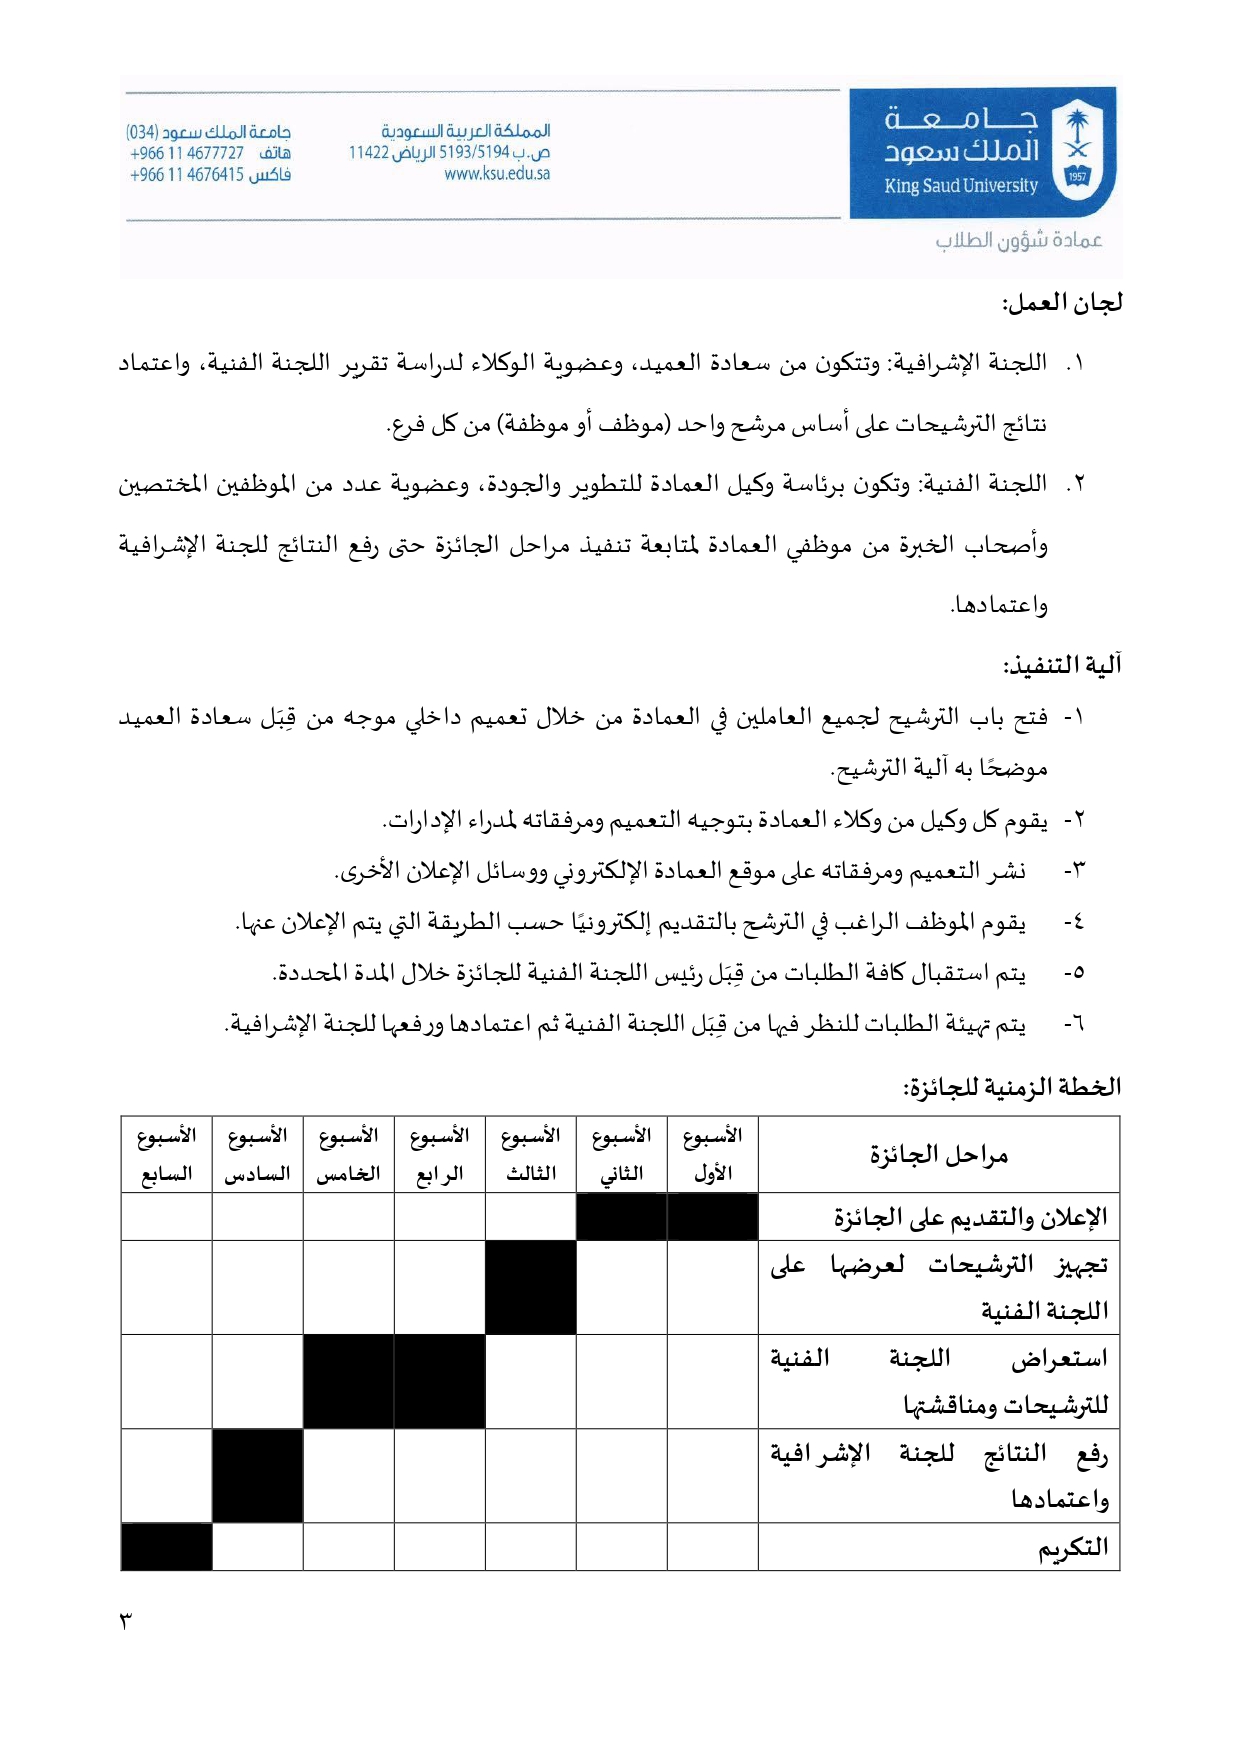 جامعة
الملك سعود
King Saud University
1957
عمادة شؤون الطلاب
المملكة العربية السعودية
ص.ب 5193/5194 الرياض 11422
www.ksu.edu.sa
جامعة الملك سعود (034)
هاتف +966 11 4677727
فاكس +966 11 4676415
لجان العمل:
١. اللجنة الإشرافية: وتتكون من سعادة العميد، وعضوية الوكلاء لدراسة تقرير اللجنة الفنية، واعتماد
نتائج الترشيحات على أساس مرشح واحد (موظف أو موظفة) من كل فرع.
٢. اللجنة الفنية: وتكون برئاسة وكيل العمادة للتطوير والجودة، وعضوية عدد من الموظفين المختصين
وأصحاب الخبرة من موظفي العمادة لمتابعة تنفيذ مراحل الجائزة حتى رفع النتائج للجنة الإشرافية
واعتمادها.
آلية التنفيذ:
١- فتح باب الترشيح لجميع العاملين في العمادة من خلال تعميم داخلي موجه من قِبَل سعادة العميد
موضحًا به آلية الترشيح.
٢- يقوم كل وكيل من وكلاء العمادة بتوجيه التعميم ومرفقاته لمدراء الإدارات.
٣- نشر التعميم ومرفقاته على موقع العمادة الإلكتروني ووسائل الإعلان الأخرى.
٤- يقوم الموظف الراغب في الترشح بالتقديم إلكترونيًا حسب الطريقة التي يتم الإعلان عنها.
٥- يتم استقبال كافة الطلبات من قِبَل رئيس اللجنة الفنية للجائزة خلال المدة المحددة.
٦- يتم تهيئة الطلبات للنظر فيها من قِبَل اللجنة الفنية ثم اعتمادها ورفعها للجنة الإشرافية.
الخطة الزمنية للجائزة:
مراحل الجائزة
الأسبوع الأول
الأسبوع الثاني
الأسبوع الثالث
الأسبوع الرابع
الأسبوع الخامس
الأسبوع السادس
الأسبوع السابع
الإعلان والتقديم على الجائزة
تجهيز الترشيحات لعرضها على
اللجنة الفنية
استعراض اللجنة الفنية
للترشيحات ومناقشتها
رفع النتائج للجنة الإشرافية
واعتمادها
التكريم
٣